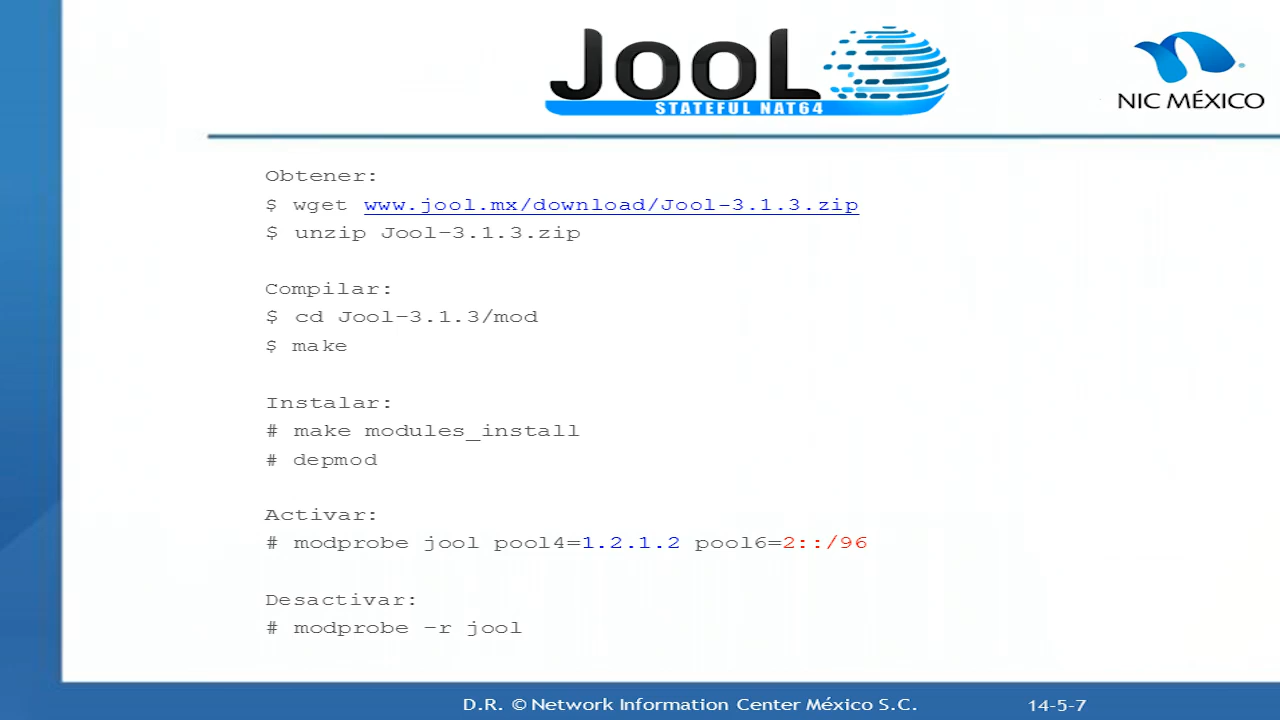 JOOL
STATEFUL NAT64
NIC MÉXICO
Obtener:
$ wget www.jool.mx/download/Jool-3.1.3.zip
$ unzip Jool-3.1.3.zip
Compilar:
$ cd Jool-3.1.3/mod
$ make
Instalar:
# make modules_install
# depmod
Activar:
# modprobe jool pool4=1.2.1.2 pool6=2::/96
Desactivar:
# modprobe -r jool
D.R. © Network Information Center México S.C.
14-5-7